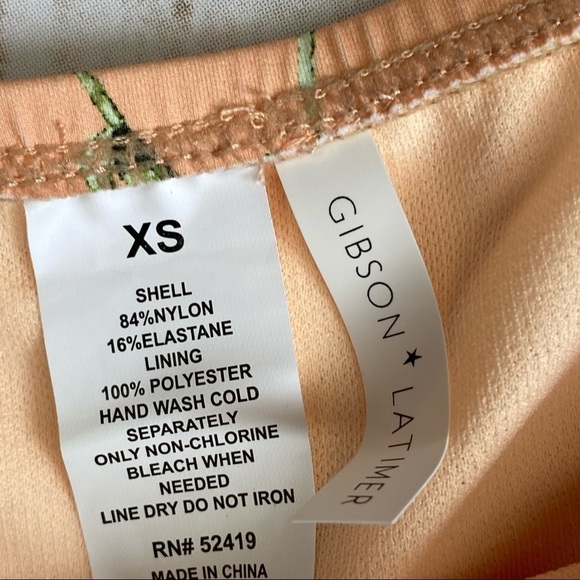 XS
SHELL
84%NYLON
16%ELASTANE
LINING
100% POLYESTER
HAND WASH COLD
SEPARATELY
ONLY NON-CHLORINE
BLEACH WHEN
NEEDED
LINE DRY DO NOT IRON
RN# 52419
MADE IN CHINA
GIBSON ★ LATIMER